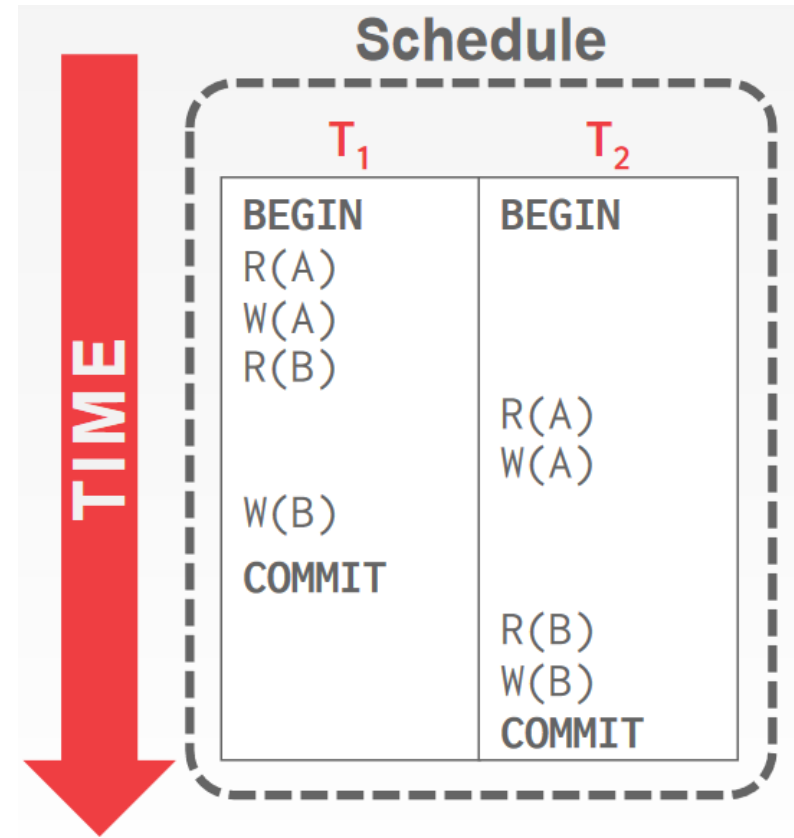 Schedule
TIME
T₁ T₂
BEGIN BEGIN
R(A)
W(A)
R(B)
R(A)
W(A)
W(B)
COMMIT
R(B)
W(B)
COMMIT